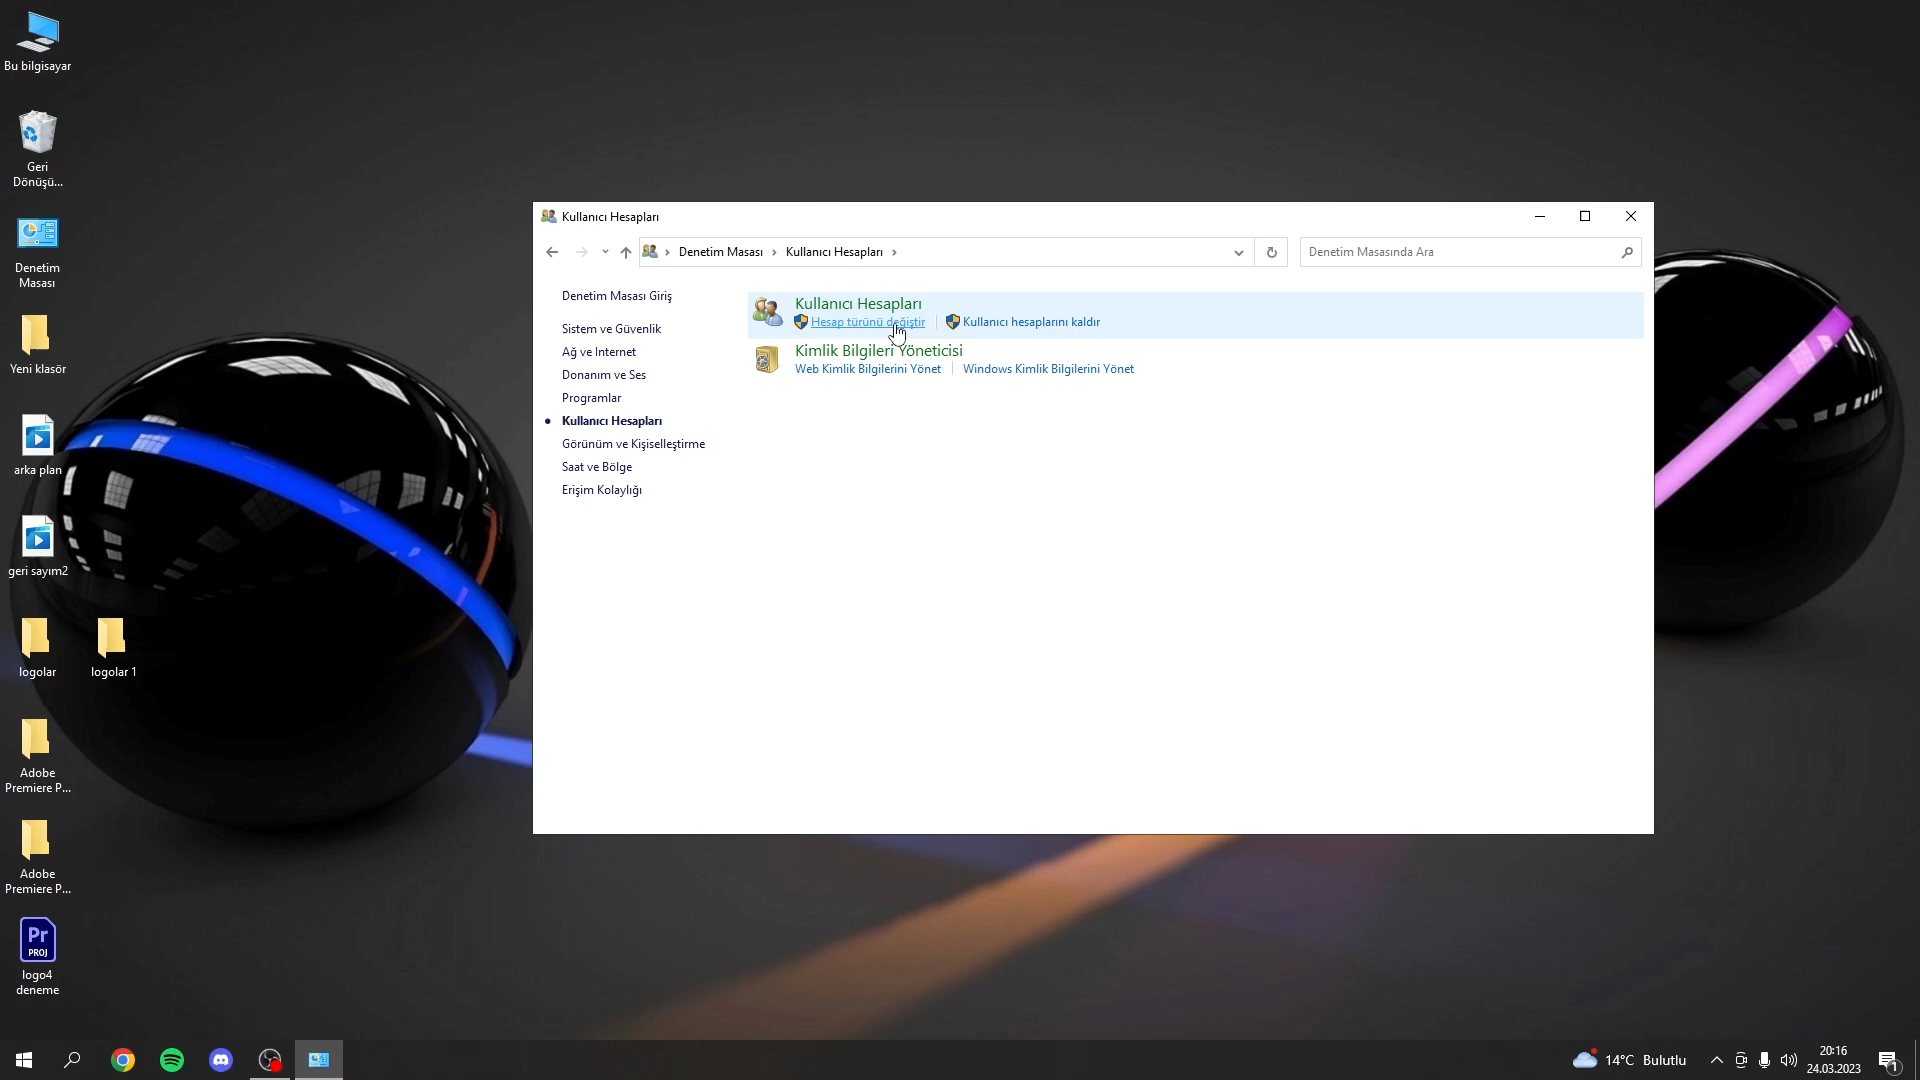 Bu bilgisayar
Geri
Dönüşü...
Denetim
Masası
Yeni klasör
arka plan
geri sayım2
logolar
logolar 1
Adobe
Premiere P...
Adobe
Premiere P...
Pr
PROJ
logo4
deneme
Kullanıcı Hesapları
Denetim Masası
Kullanıcı Hesapları
Denetim Masasında Ara
Denetim Masası Giriş
Sistem ve Güvenlik
Ağ ve Internet
Donanım ve Ses
Programlar
Kullanıcı Hesapları
Görünüm ve Kişiselleştirme
Saat ve Bölge
Erişim Kolaylığı
Kullanıcı Hesapları
Hesap türünü değiştir
Kullanıcı hesaplarını kaldır
Kimlik Bilgileri Yöneticisi
Web Kimlik Bilgilerini Yönet
Windows Kimlik Bilgilerini Yönet
14°C Bulutlu
20:16
24.03.2023
1